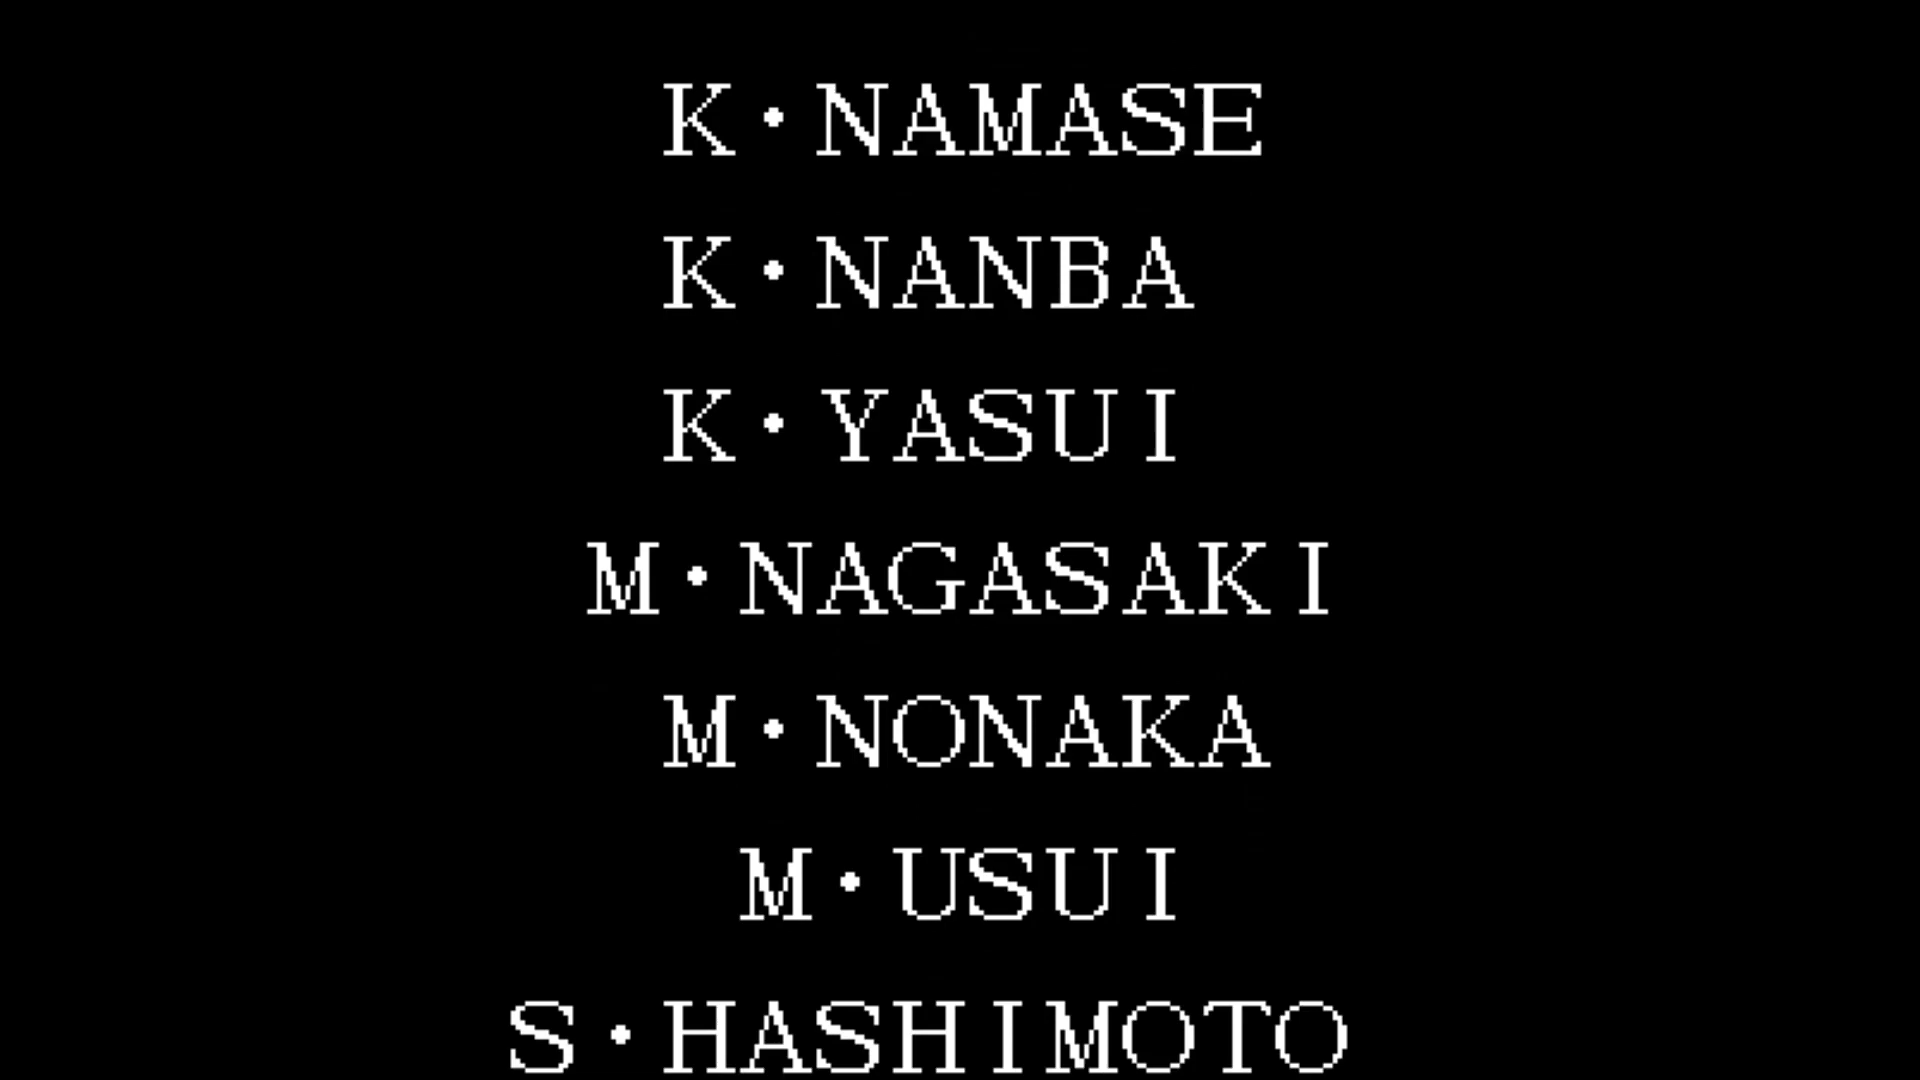 K・NAMASE
K・NANBA
K・YASUI
M・NAGASAKI
M・NONAKA
M・USUI
S・HASHIMOTO